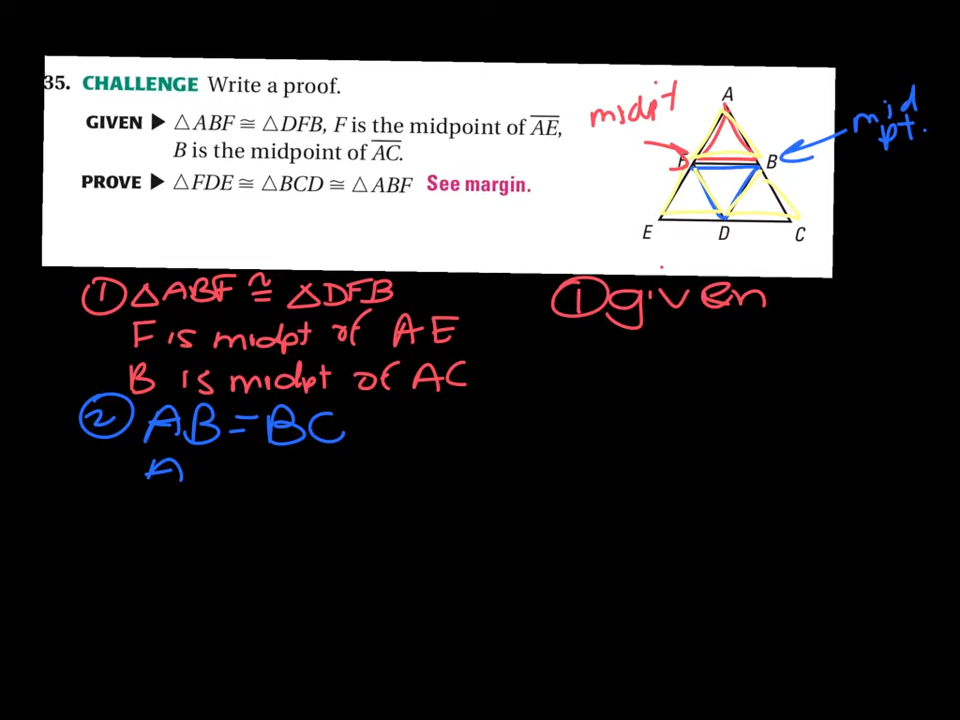 35. CHALLENGE Write a proof.
GIVEN ▶ △ABF ≅ △DFB, F is the midpoint of AE,
B is the midpoint of AC.
PROVE ▶ △FDE ≅ △BCD ≅ △ABF See margin.
midpt
A
mid
pt.
F
B
E
D
C
① △ABF ≅ △DFB
① given
F is midpt of AE
B is midpt of AC
② AB = BC
A